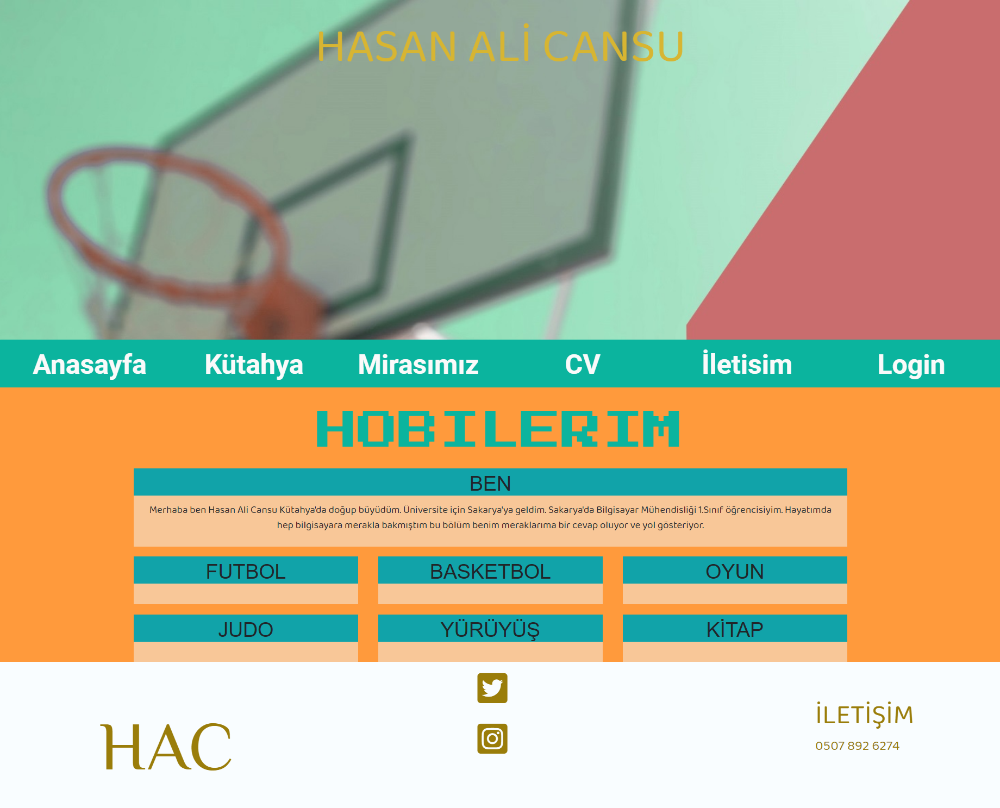 HASAN ALİ CANSU
Anasayfa Kütahya Mirasımız CV İletisim Login
HOBILERIM
BEN
Merhaba ben Hasan Ali Cansu Kütahya'da doğup büyüdüm. Üniversite için Sakarya'ya geldim. Sakarya'da Bilgisayar Mühendisliği 1.Sınıf öğrencisiyim. Hayatımda
hep bilgisayara merakla bakmıştım bu bölüm benim meraklarıma bir cevap oluyor ve yol gösteriyor.
FUTBOL BASKETBOL OYUN
JUDO YÜRÜYÜŞ KİTAP
HAC
İLETİŞİM
0507 892 6274